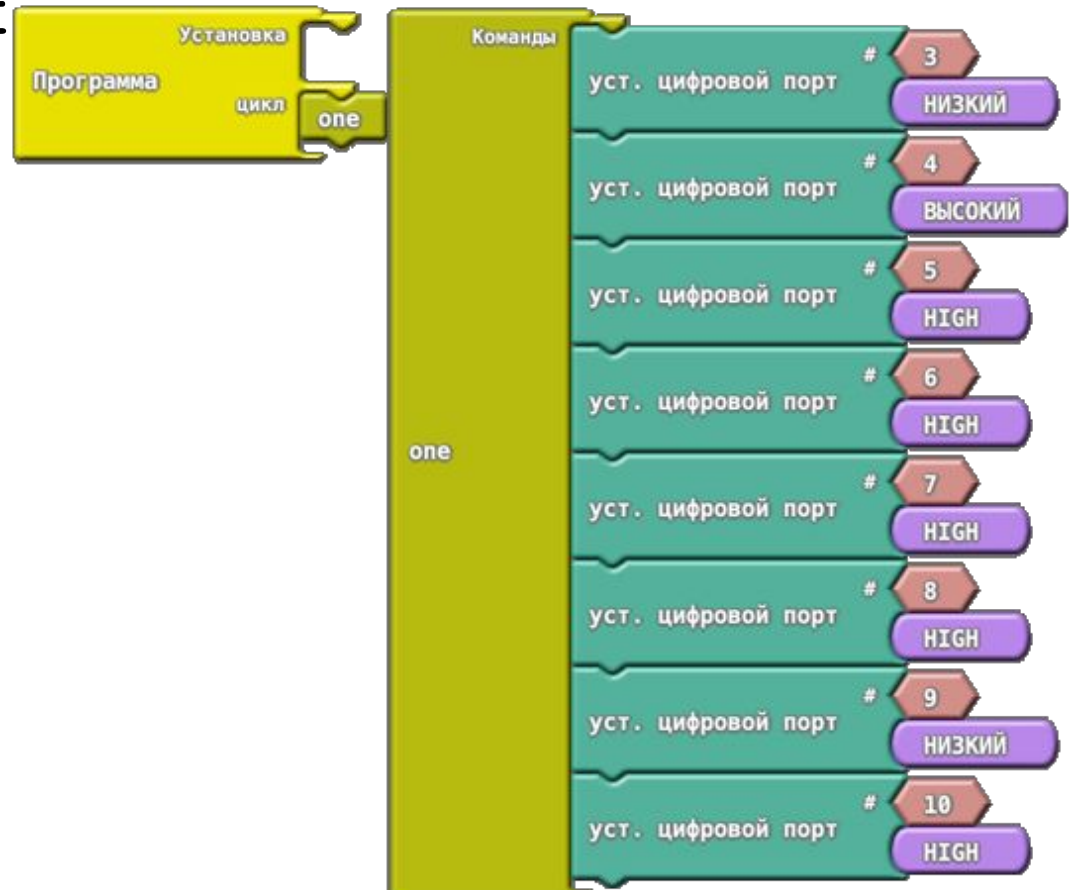 Программа
Установка
цикл
one
one
Команды
уст. цифровой порт # 3
НИЗКИЙ
уст. цифровой порт # 4
ВЫСОКИЙ
уст. цифровой порт # 5
HIGH
уст. цифровой порт # 6
HIGH
уст. цифровой порт # 7
HIGH
уст. цифровой порт # 8
HIGH
уст. цифровой порт # 9
НИЗКИЙ
уст. цифровой порт # 10
HIGH